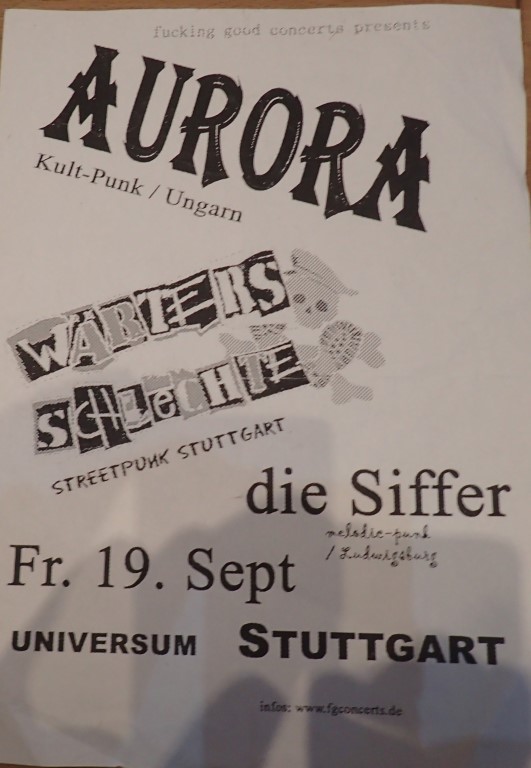 fucking good concerts presents
AURORA
Kult-Punk / Ungarn
WÄRTERS
SCHLECHTE
STREETPUNK STUTTGART
die Siffer
melodic-punk
/ Ludwigsburg
Fr. 19. Sept
UNIVERSUM STUTTGART
infos: www.fgconcerts.de